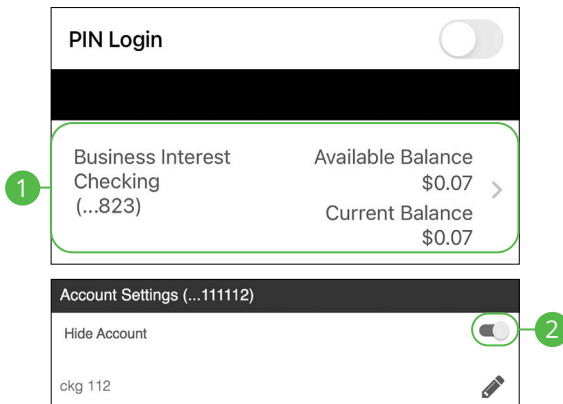 PIN Login
1
Business Interest
Checking
(...823)
Available Balance
$0.07
Current Balance
$0.07
Account Settings (...111112)
Hide Account
2
ckg 112